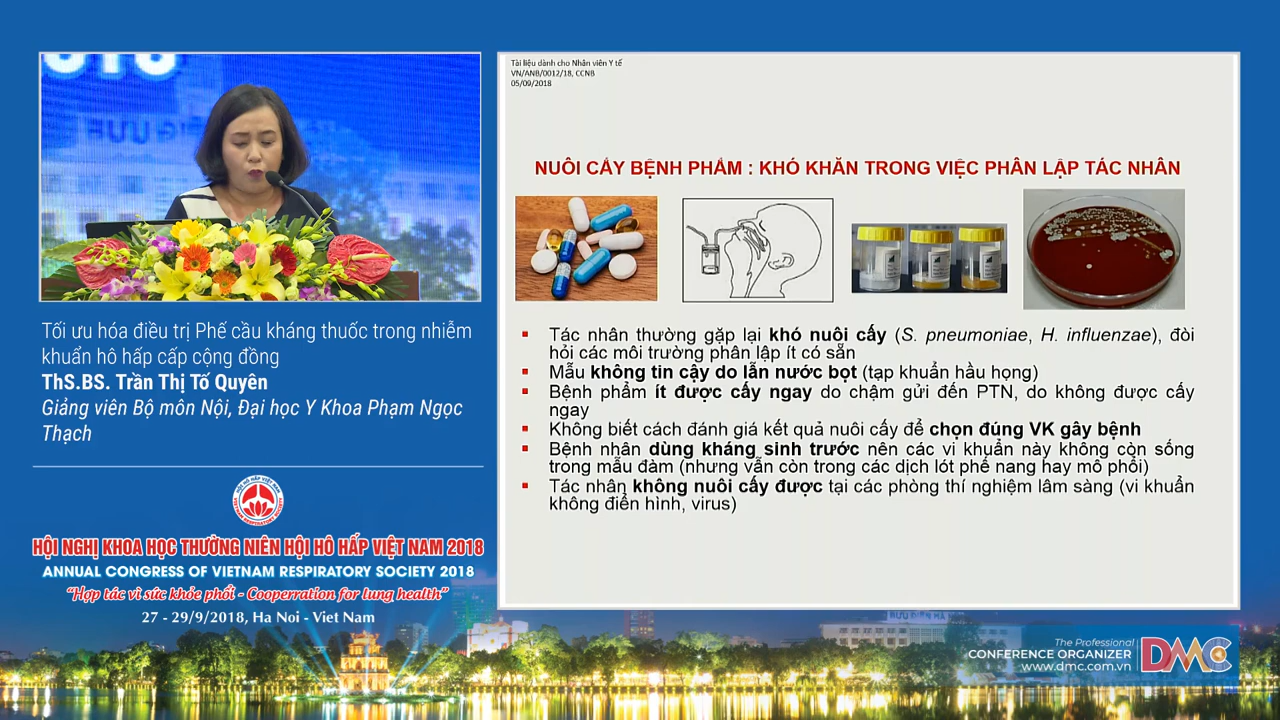 Tài liệu dành cho Nhân viên Y tế
VN/ANB/0012/18, CCNB
05/09/2018
NUÔI CẤY BỆNH PHẨM : KHÓ KHĂN TRONG VIỆC PHÂN LẬP TÁC NHÂN
Tác nhân thường gặp lại khó nuôi cấy (S. pneumoniae, H. influenzae), đòi
hỏi các môi trường phân lập ít có sẵn
Mẫu không tin cậy do lẫn nước bọt (tạp khuẩn hầu họng)
Bệnh phẩm ít được cấy ngay do chậm gửi đến PTN, do không được cấy
ngay
Không biết cách đánh giá kết quả nuôi cấy để chọn đúng VK gây bệnh
Bệnh nhân dùng kháng sinh trước nên các vi khuẩn này không còn sống
trong mẫu đàm (nhưng vẫn còn trong các dịch lót phế nang hay mô phổi)
Tác nhân không nuôi cấy được tại các phòng thí nghiệm lâm sàng (vi khuẩn
không điển hình, virus)
Tối ưu hóa điều trị Phế cầu kháng thuốc trong nhiễm
khuẩn hô hấp cấp cộng đồng
ThS.BS. Trần Thị Tố Quyên
Giảng viên Bộ môn Nội, Đại học Y Khoa Phạm Ngọc
Thạch
HỘI NGHỊ KHOA HỌC THƯỜNG NIÊN HỘI HÔ HẤP VIỆT NAM 2018
ANNUAL CONGRESS OF VIETNAM RESPIRATORY SOCIETY 2018
"Hợp tác vì sức khỏe phổi - Cooperration for lung health"
27 - 29/9/2018, Ha Noi - Viet Nam
The Professional
CONFERENCE ORGANIZER
www.dmc.com.vn
DMC